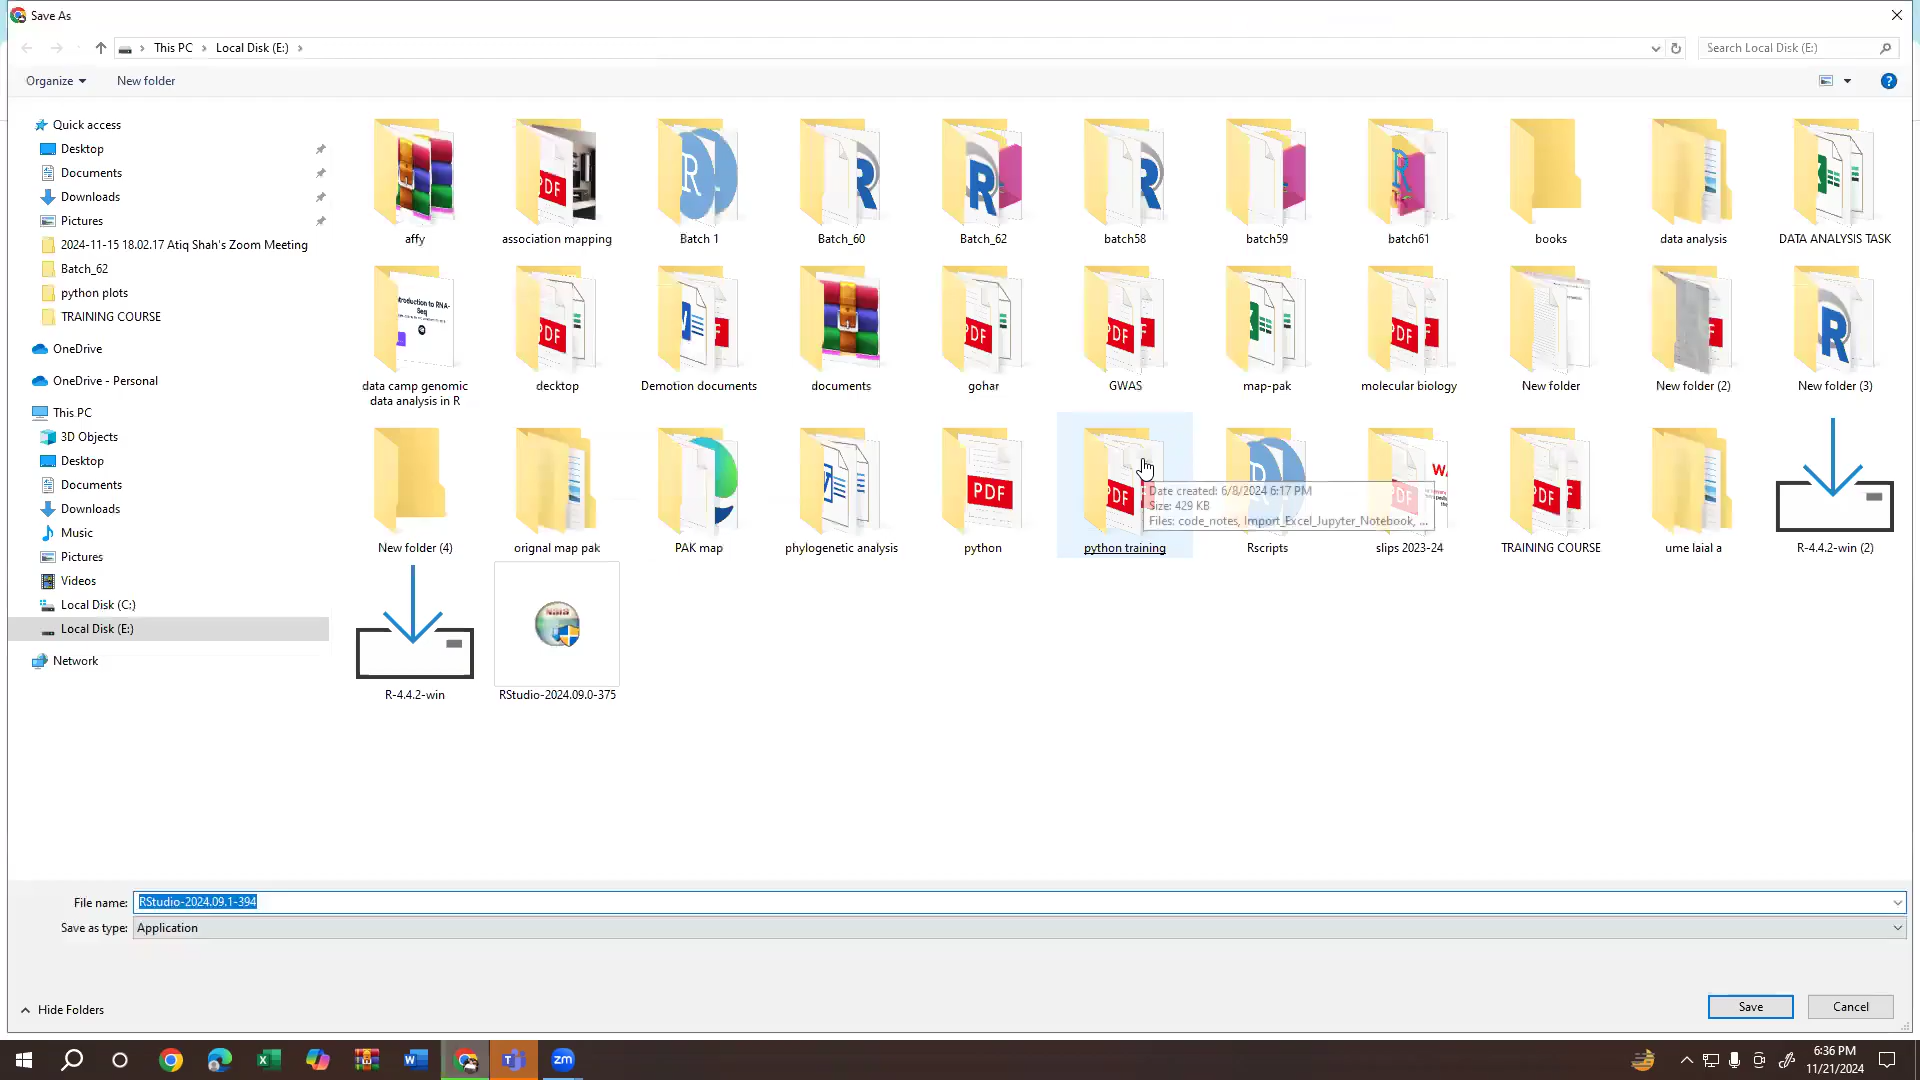 Save As
This PC
Local Disk (E:)
Search Local Disk (E:)
Organize
New folder
Quick access
Desktop
Documents
Downloads
Pictures
2024-11-15 18.02.17 Atiq Shah's Zoom Meeting
Batch_62
python plots
TRAINING COURSE
OneDrive
OneDrive - Personal
This PC
3D Objects
Desktop
Documents
Downloads
Music
Pictures
Videos
Local Disk (C:)
Local Disk (E:)
Network
affy
association mapping
Batch 1
Batch_60
Batch_62
batch58
batch59
batch61
books
data analysis
DATA ANALYSIS TASK
data camp genomic
data analysis in R
decktop
Demotion documents
documents
gohar
GWAS
map-pak
molecular biology
New folder
New folder (2)
New folder (3)
New folder (4)
orignal map pak
PAK map
phylogenetic analysis
python
python training
Rscripts
slips 2023-24
TRAINING COURSE
ume laial a
R-4.4.2-win (2)
Date created: 6/8/2024 6:17 PM
Size: 429 KB
Files: code_notes, Import_Excel_Jupyter_Notebook, ...
R-4.4.2-win
RStudio-2024.09.0-375
File name:
RStudio-2024.09.1-394
Save as type:
Application
Hide Folders
Save
Cancel
6:36 PM
11/21/2024